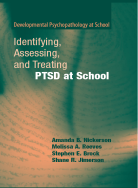 Developmental Psychopathology at School
Identifying,
Assessing,
and Treating
PTSD at School
Amanda B. Nickerson
Melissa A. Reeves
Stephen E. Brock
Shane R. Jimerson